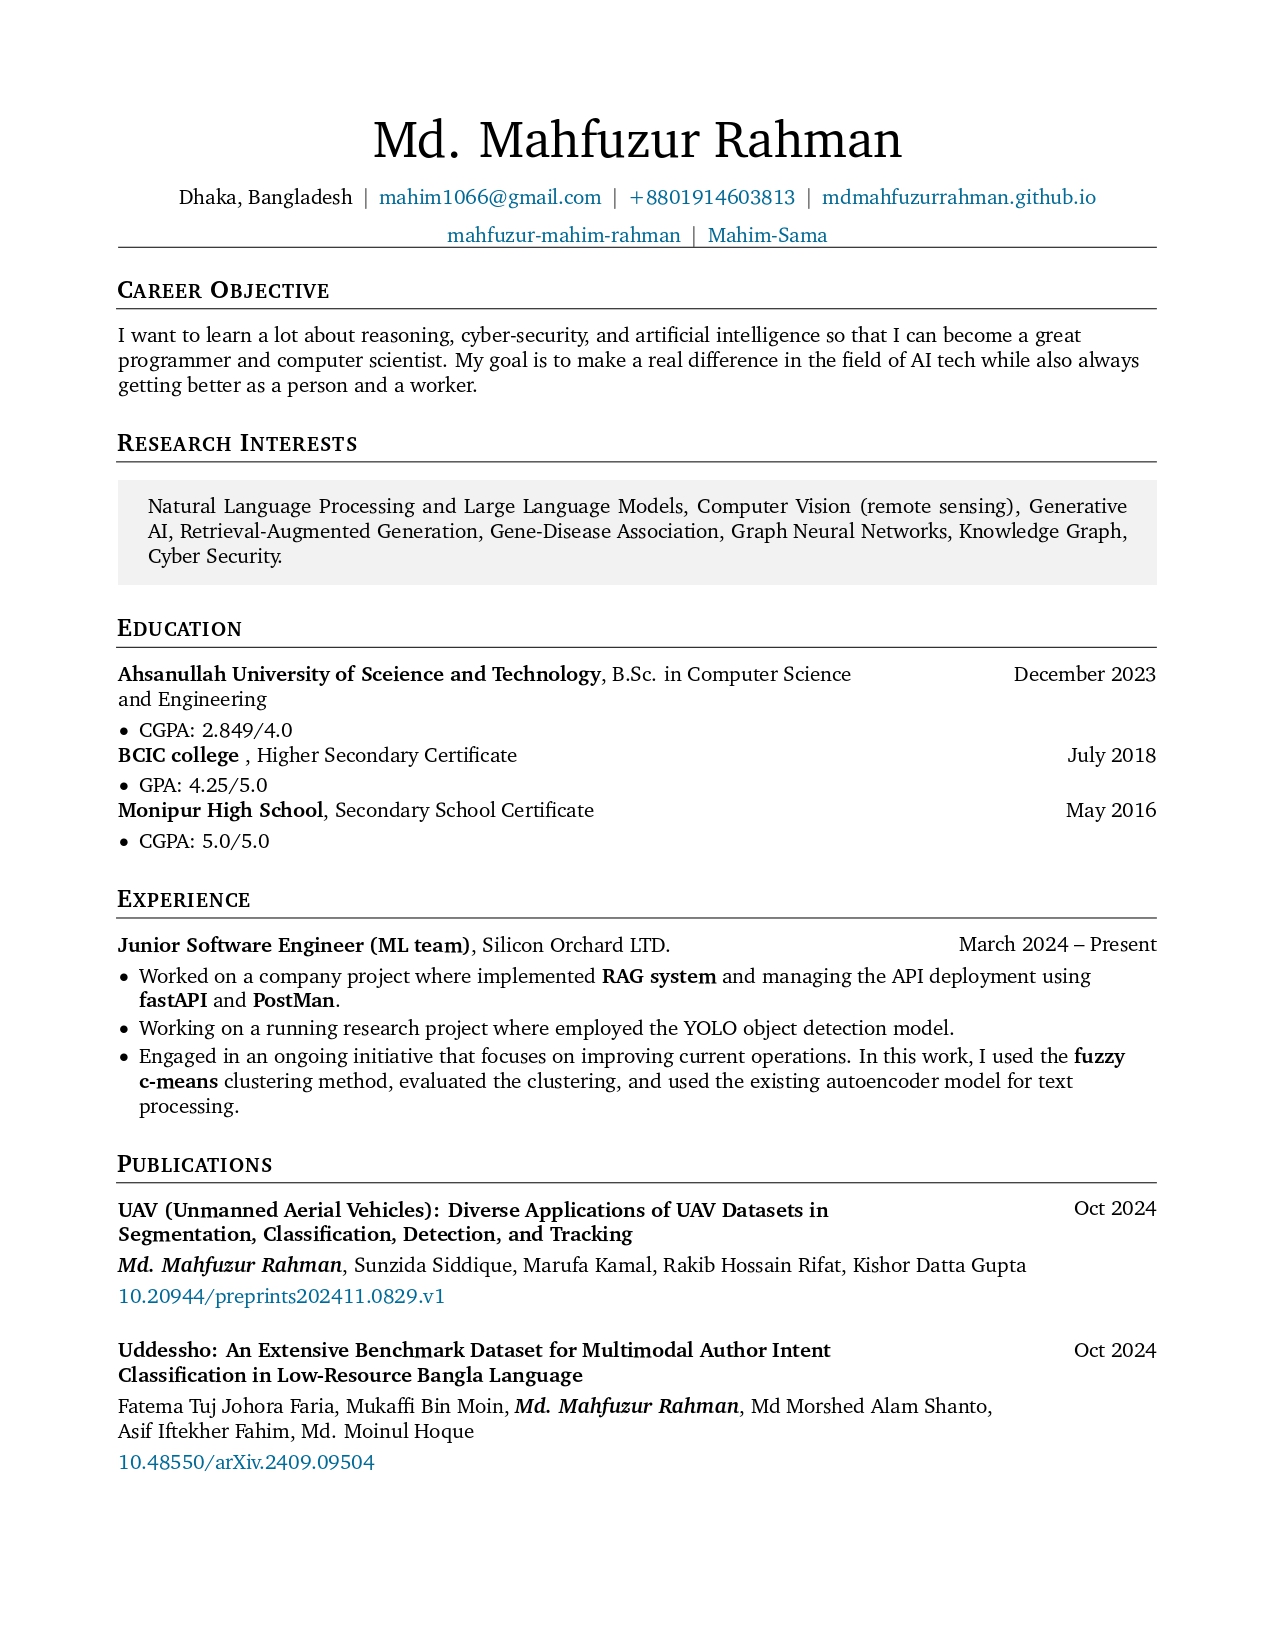 Md. Mahfuzur Rahman
Dhaka, Bangladesh | mahim1066@gmail.com | +8801914603813 | mdmahfuzurrahman.github.io
mahfuzur-mahim-rahman | Mahim-Sama
Career Objective
I want to learn a lot about reasoning, cyber-security, and artificial intelligence so that I can become a great
programmer and computer scientist. My goal is to make a real difference in the field of AI tech while also always
getting better as a person and a worker.
Research Interests
Natural Language Processing and Large Language Models, Computer Vision (remote sensing), Generative
AI, Retrieval-Augmented Generation, Gene-Disease Association, Graph Neural Networks, Knowledge Graph,
Cyber Security.
Education
Ahsanullah University of Sceience and Technology, B.Sc. in Computer Science December 2023
and Engineering
• CGPA: 2.849/4.0
BCIC college , Higher Secondary Certificate July 2018
• GPA: 4.25/5.0
Monipur High School, Secondary School Certificate May 2016
• CGPA: 5.0/5.0
Experience
Junior Software Engineer (ML team), Silicon Orchard LTD. March 2024 – Present
• Worked on a company project where implemented RAG system and managing the API deployment using
fastAPI and PostMan.
• Working on a running research project where employed the YOLO object detection model.
• Engaged in an ongoing initiative that focuses on improving current operations. In this work, I used the fuzzy
c-means clustering method, evaluated the clustering, and used the existing autoencoder model for text
processing.
Publications
UAV (Unmanned Aerial Vehicles): Diverse Applications of UAV Datasets in Oct 2024
Segmentation, Classification, Detection, and Tracking
Md. Mahfuzur Rahman, Sunzida Siddique, Marufa Kamal, Rakib Hossain Rifat, Kishor Datta Gupta
10.20944/preprints202411.0829.v1
Uddessho: An Extensive Benchmark Dataset for Multimodal Author Intent Oct 2024
Classification in Low-Resource Bangla Language
Fatema Tuj Johora Faria, Mukaffi Bin Moin, Md. Mahfuzur Rahman, Md Morshed Alam Shanto,
Asif Iftekher Fahim, Md. Moinul Hoque
10.48550/arXiv.2409.09504